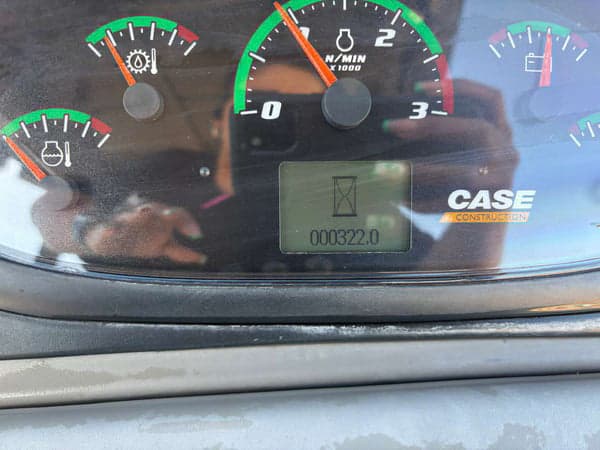 1
2
N/MIN
X 1000
0
3
000322.0
CASE
CONSTRUCTION